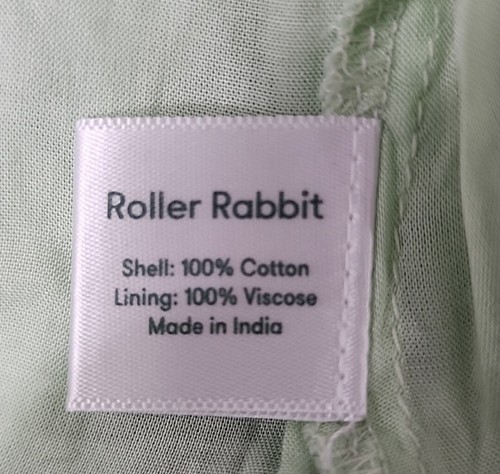 Roller Rabbit
Shell: 100% Cotton
Lining: 100% Viscose
Made in India